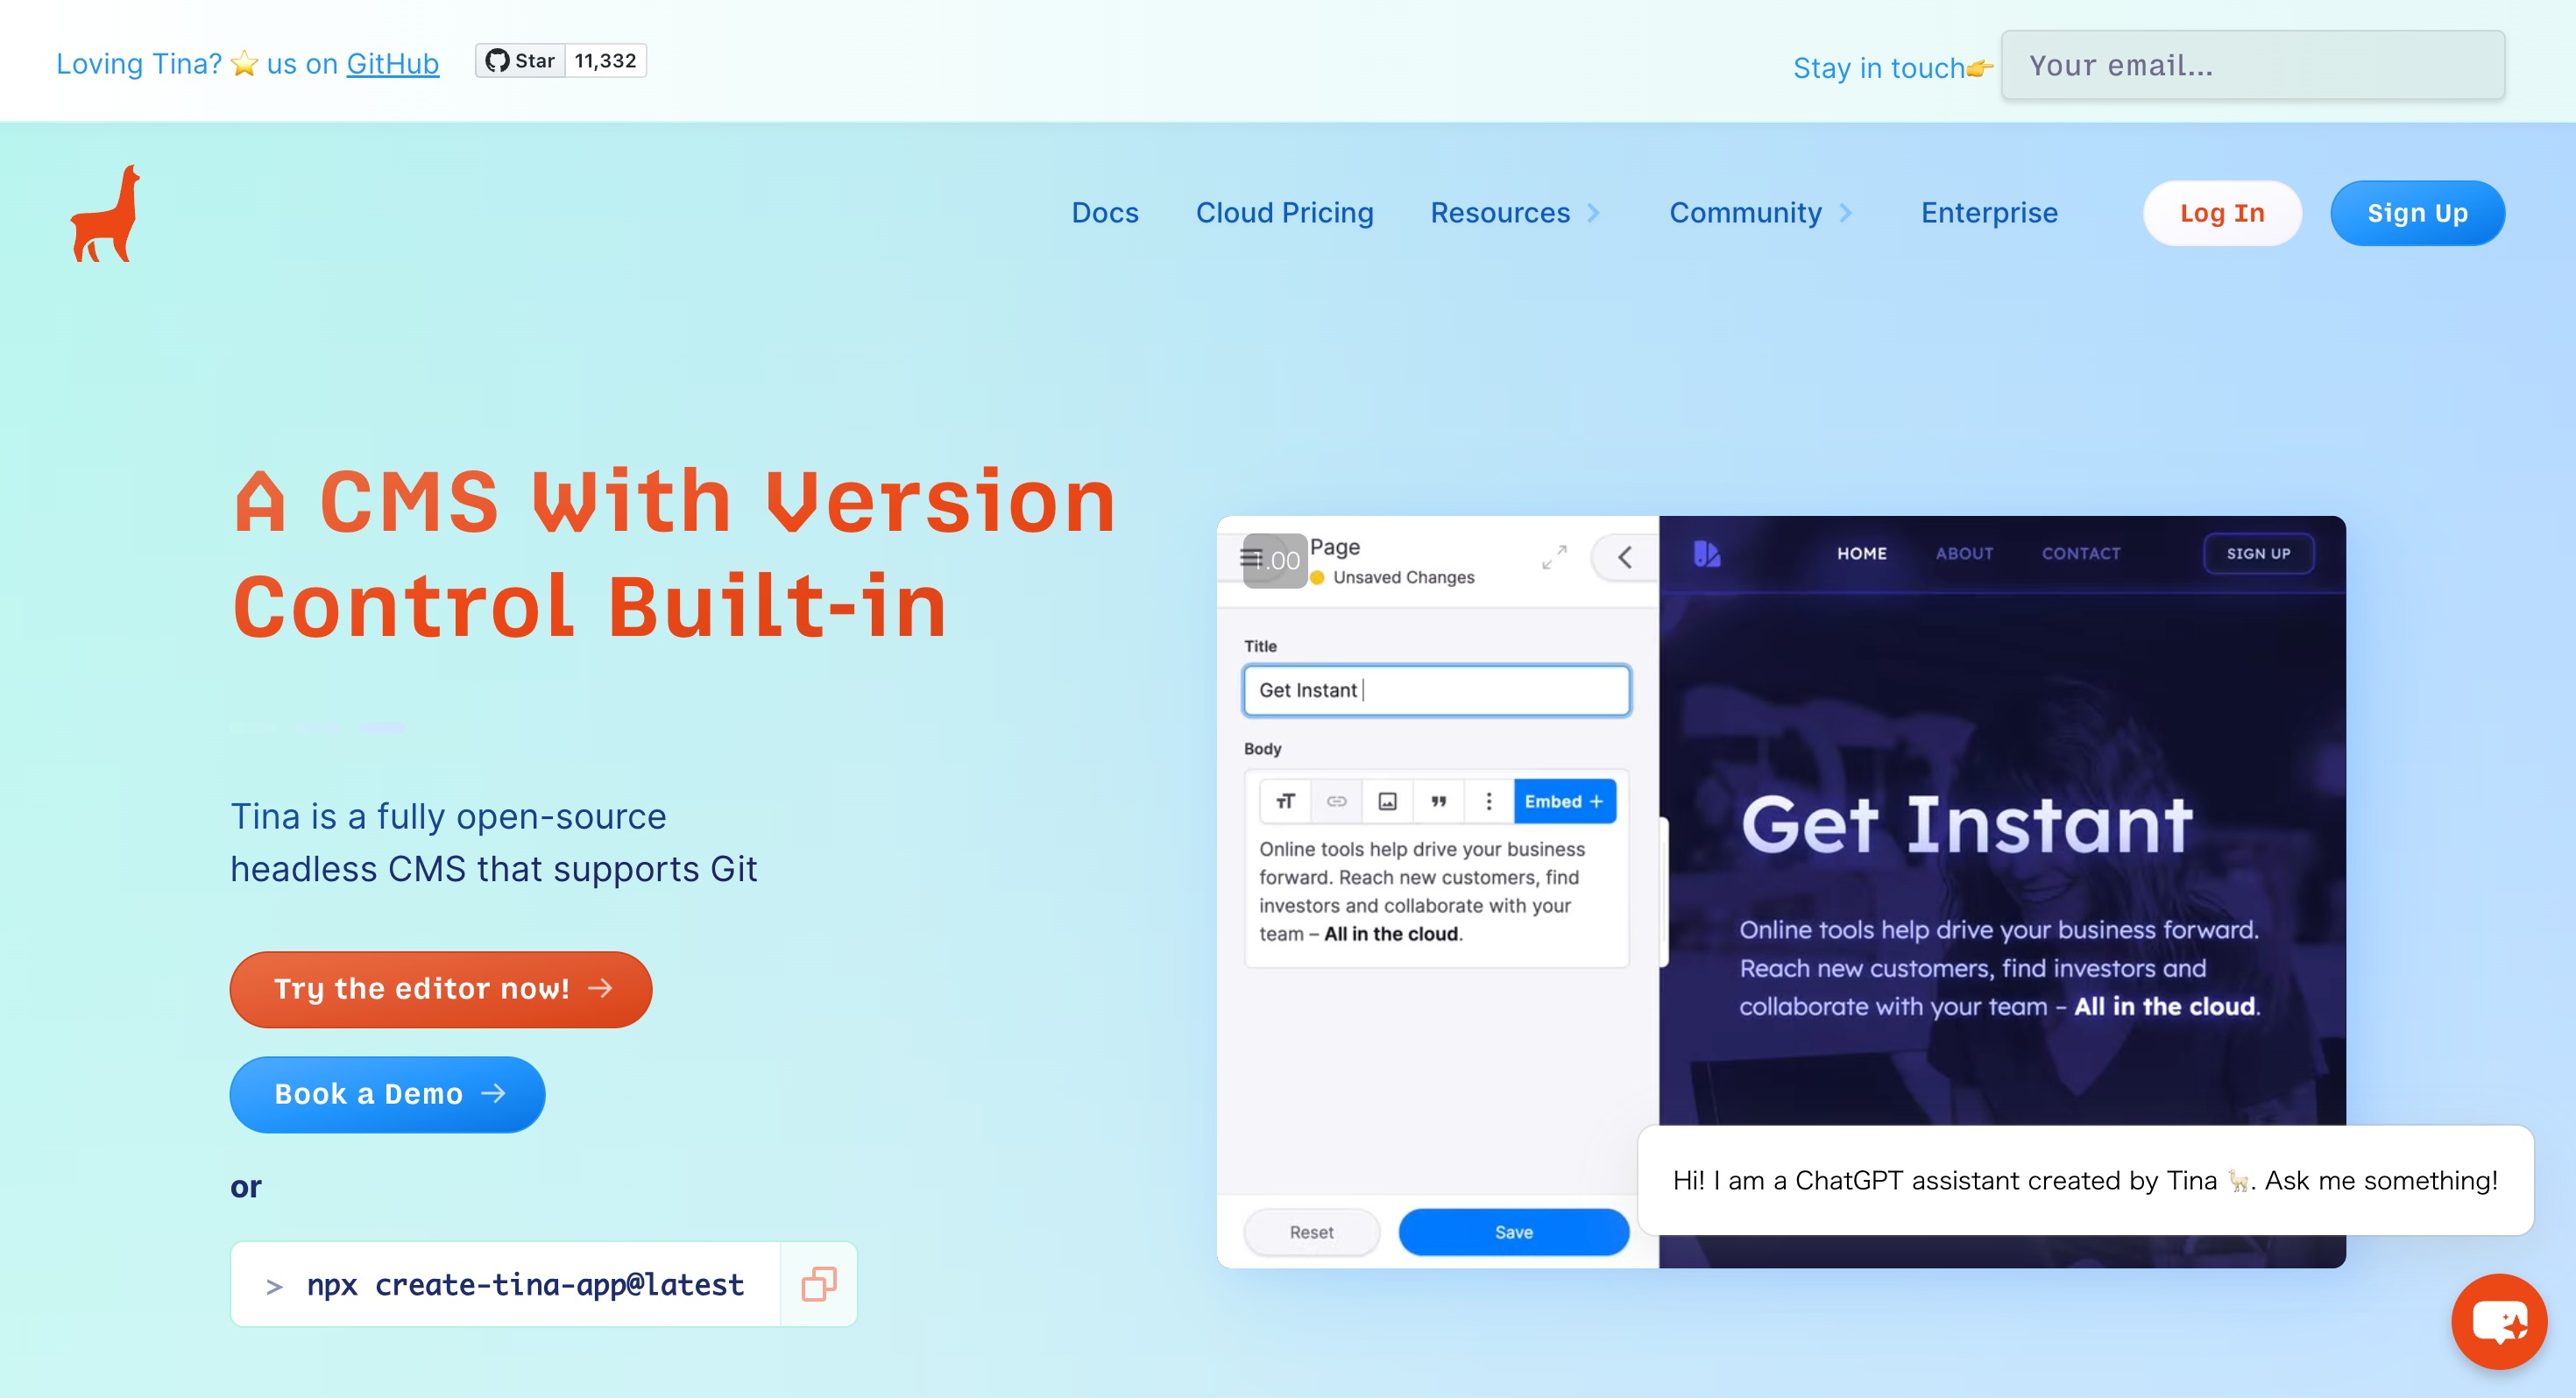 Loving Tina? ⭐ us on GitHub
Star 11,332
Stay in touch👉
Your email...
Docs
Cloud Pricing
Resources
Community
Enterprise
Log In
Sign Up
A CMS With Version
Control Built-in
Tina is a fully open-source
headless CMS that supports Git
Try the editor now! →
Book a Demo →
or
> npx create-tina-app@latest
1.00
Page
Unsaved Changes
Title
Get Instant
Body
Embed +
Online tools help drive your business
forward. Reach new customers, find
investors and collaborate with your
team – All in the cloud.
Reset
Save
HOME
ABOUT
CONTACT
SIGN UP
Get Instant
Online tools help drive your business forward.
Reach new customers, find investors and
collaborate with your team – All in the cloud.
Hi! I am a ChatGPT assistant created by Tina 🦙. Ask me something!